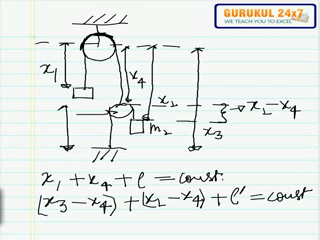 GURUKUL 24x7
WE TEACH YOU TO EXCEL
x₁
x₄
x₂
x₂ - x₄
m₂
x₃
x₁ + x₄ + l = const.
(x₃ - x₄) + (x₂ - x₄) + l' = const